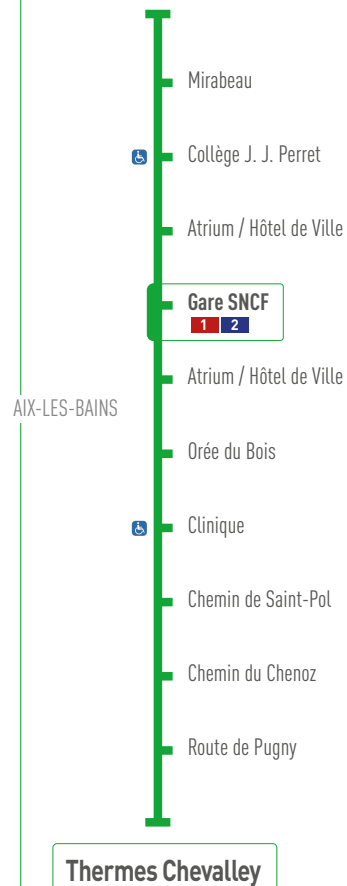 Mirabeau
Collège J. J. Perret
Atrium / Hôtel de Ville
Gare SNCF
1 2
Atrium / Hôtel de Ville
AIX-LES-BAINS
Orée du Bois
Clinique
Chemin de Saint-Pol
Chemin du Chenoz
Route de Pugny
Thermes Chevalley